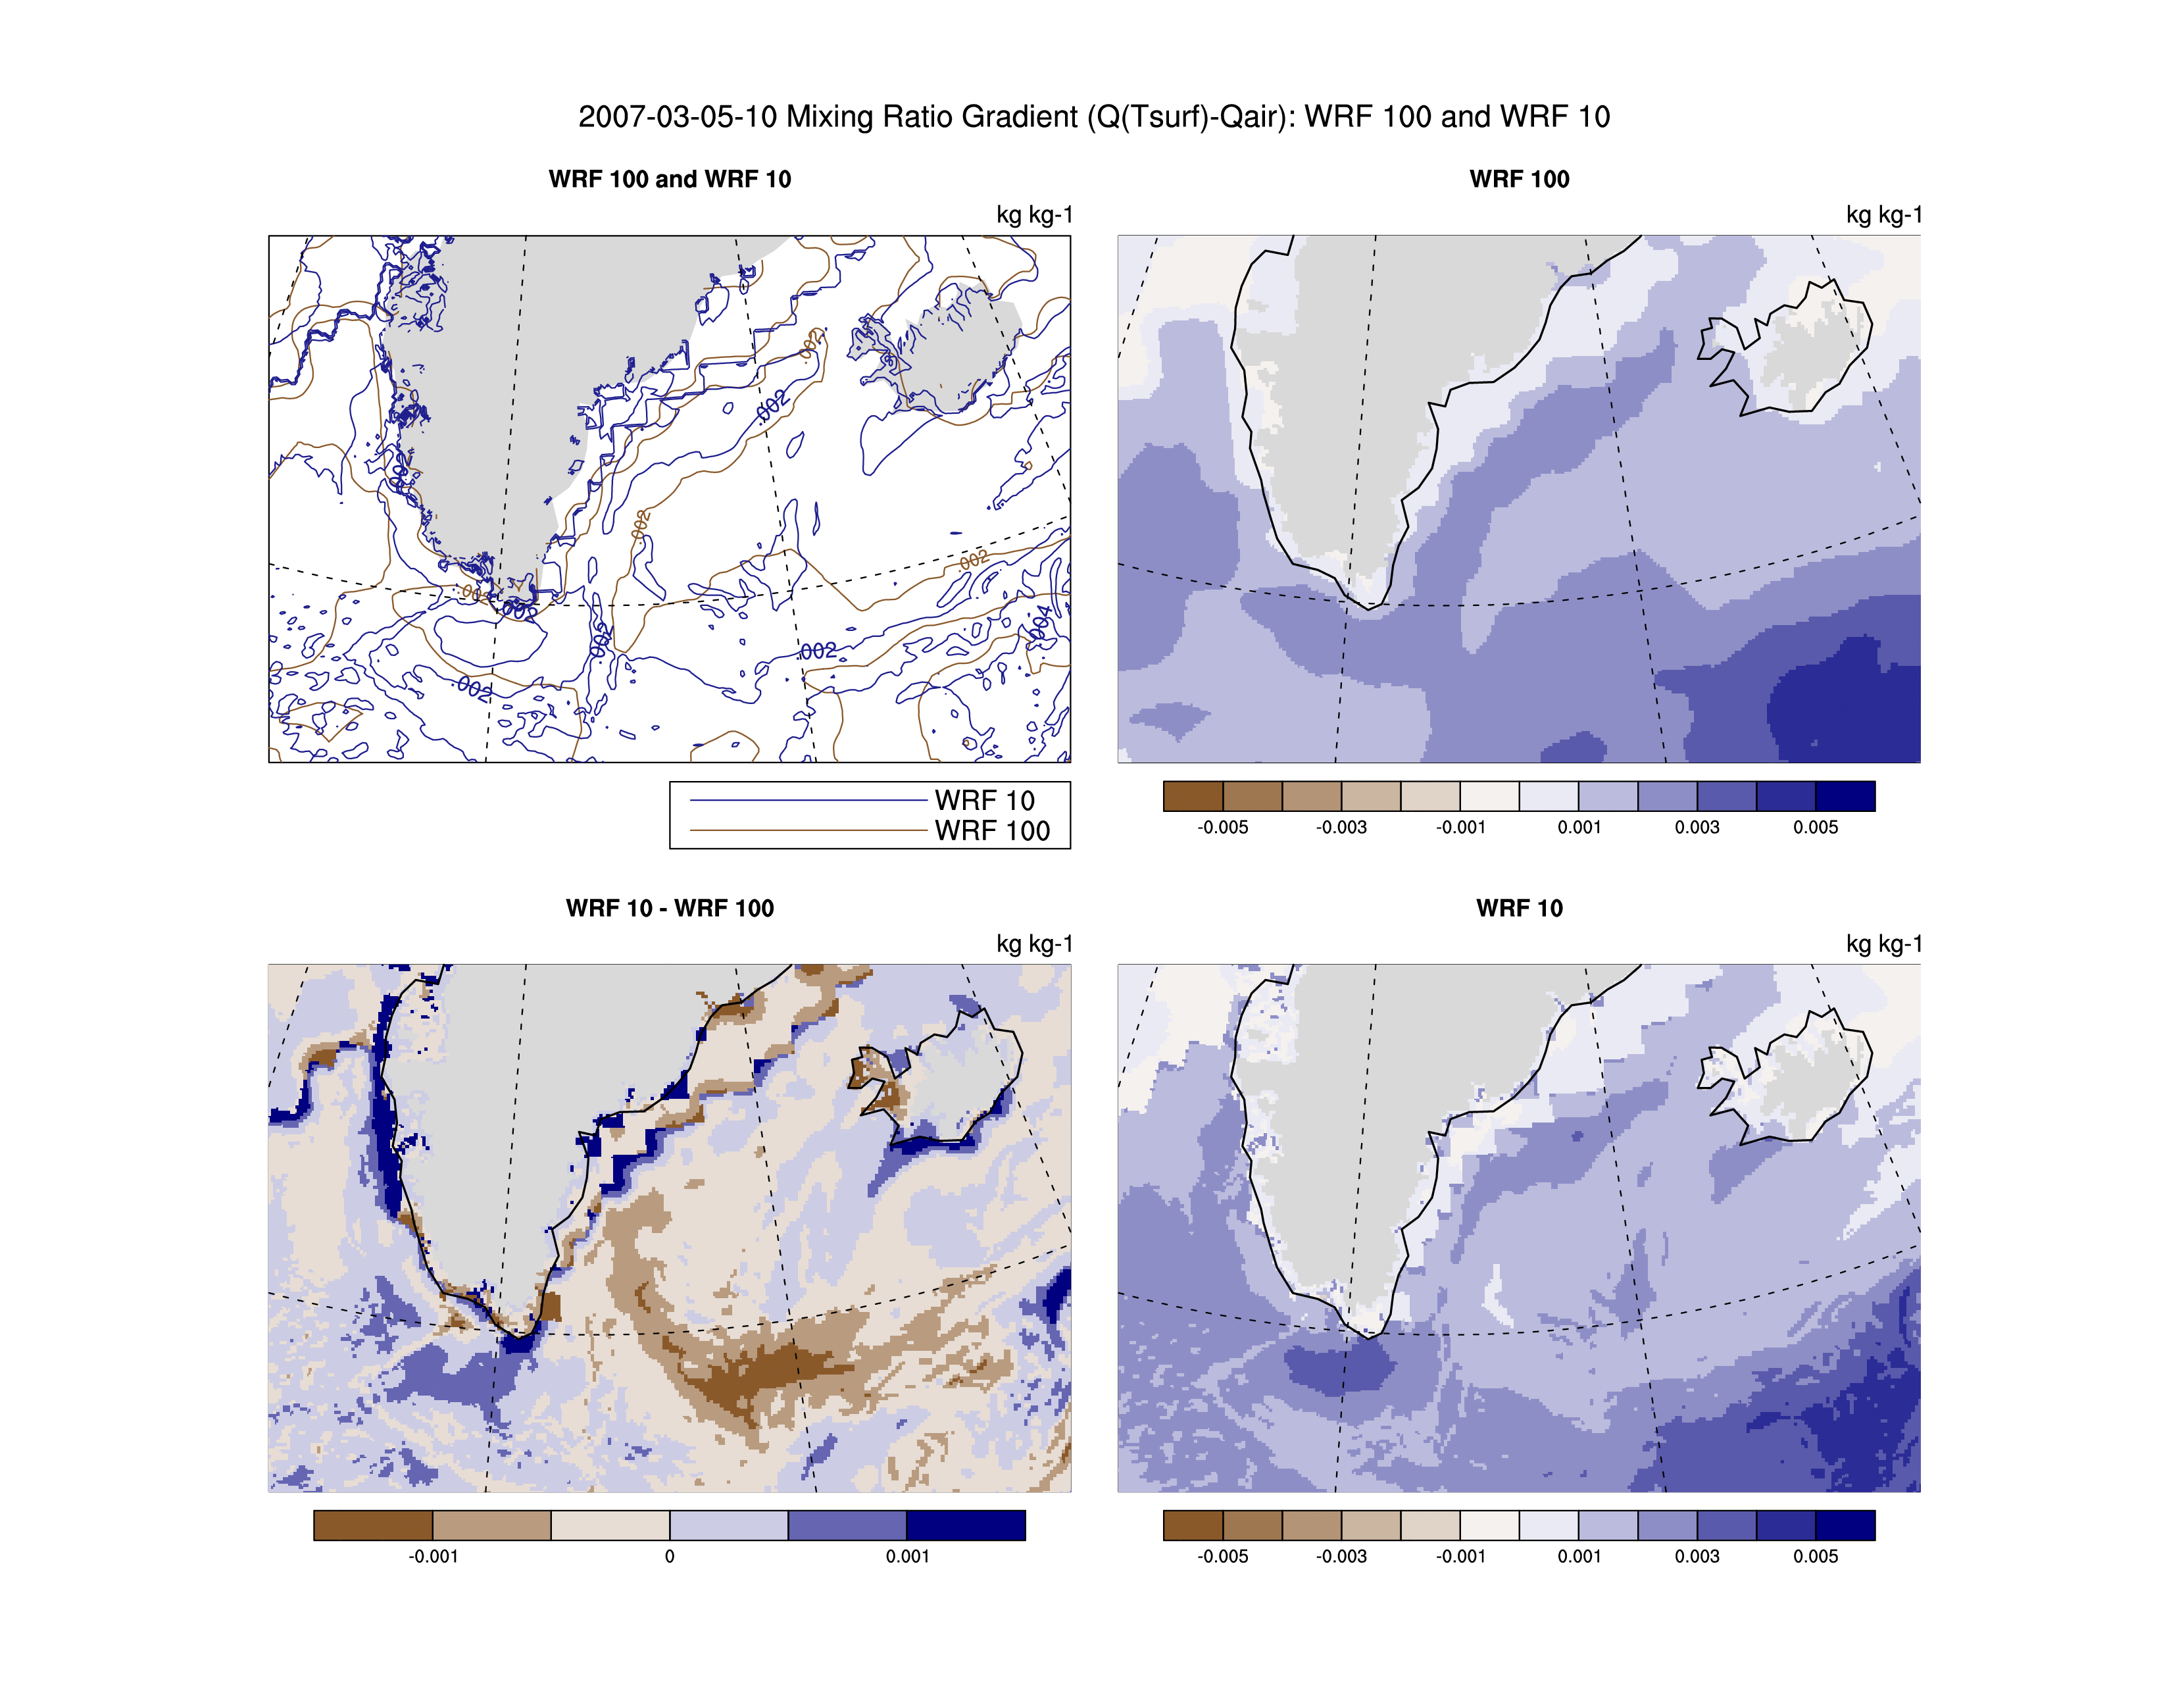 2007-03-05-10 Mixing Ratio Gradient (Q(Tsurf)-Qair): WRF 100 and WRF 10
WRF 100 and WRF 10
kg kg-1
.002
.002
.002
.002
.002
.002
.002
.002
.002
.002
.004
WRF 10
WRF 100
WRF 100
kg kg-1
-0.005 -0.003 -0.001 0.001 0.003 0.005
WRF 10 - WRF 100
kg kg-1
-0.001 0 0.001
WRF 10
kg kg-1
-0.005 -0.003 -0.001 0.001 0.003 0.005